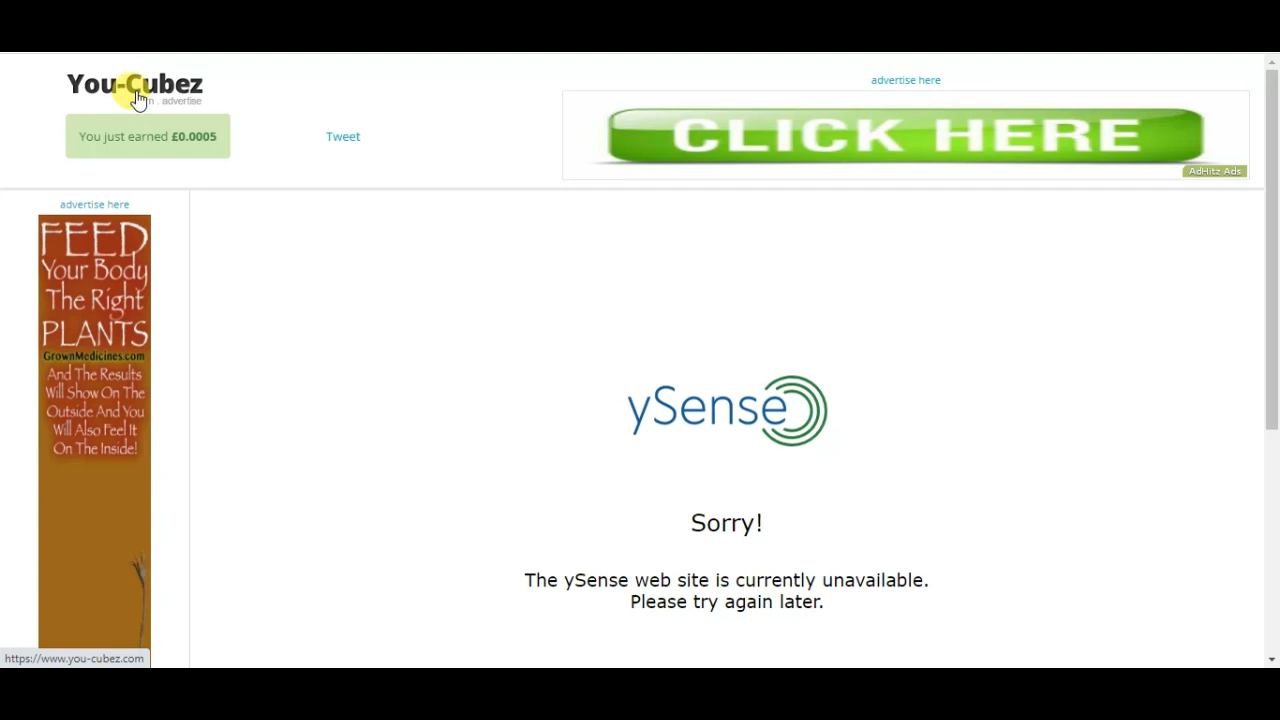 You-Cubez
. advertise
You just earned £0.0005
Tweet
advertise here
CLICK HERE
AdHitz Ads
advertise here
FEED
Your Body
The Right
PLANTS
GrownMedicines.com
And The Results
Will Show On The
Outside And You
Will Also Feel It
On The Inside!
ySense
Sorry!
The ySense web site is currently unavailable.
Please try again later.
https://www.you-cubez.com